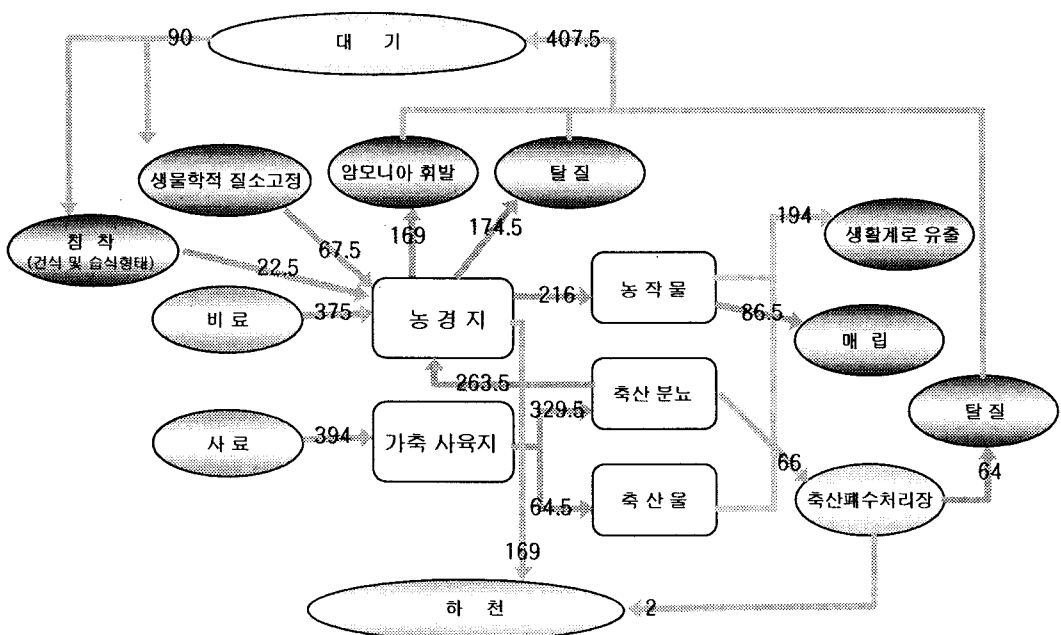 90
대 기
407.5
생물학적 질소고정
암모니아 휘발
탈 질
침 착
(건식 및 습식형태)
67.5
169
174.5
194
생활계로 유출
22.5
비 료
375
농 경 지
216
농 작 물
86.5
매 립
263.5
축산 분뇨
탈 질
사 료
394
가축 사육지
329.5
66
64
64.5
축 산 물
축산폐수처리장
169
하 천
2